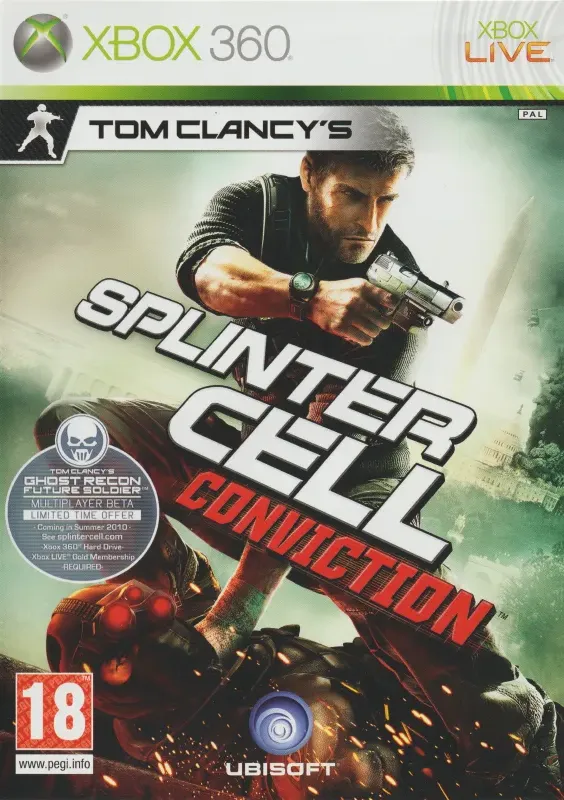 XBOX 360
XBOX
LIVE
PAL
TOM CLANCY'S
SPLINTER
CELL
CONVICTION™
TOM CLANCY'S
GHOST RECON
FUTURE SOLDIER™
MULTIPLAYER BETA
LIMITED TIME OFFER
· Coming in Summer 2010 ·
See splintercell.com
·Xbox 360® Hard Drive·
Xbox LIVE® Gold Membership
·REQUIRED·
18
www.pegi.info
UBISOFT